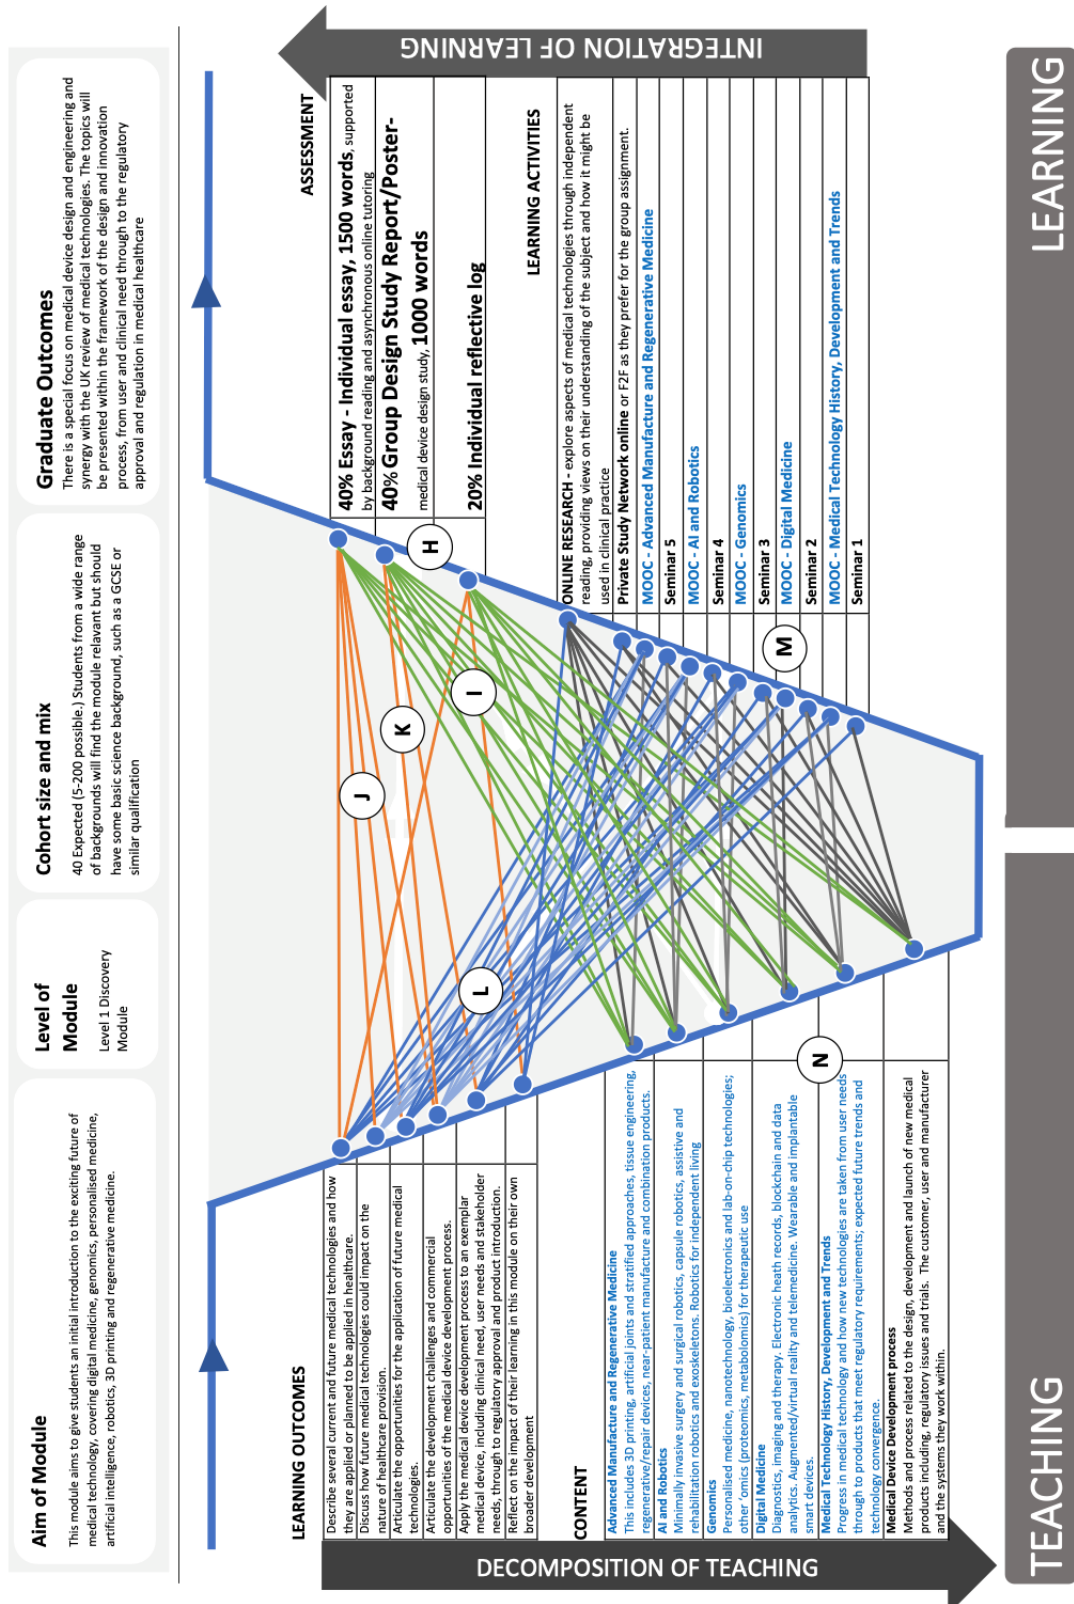 Aim of Module
This module aims to give students an initial introduction to the exciting future of
medical technology, covering digital medicine, genomics, personalised medicine,
artificial intelligence, robotics, 3D printing and regenerative medicine.
Level of
Module
Level 1 Discovery
Module
Cohort size and mix
40 Expected (5-200 possible.) Students from a wide range
of backgrounds will find the module relavant but should
have some basic science background, such as a GCSE or
similar qualification
Graduate Outcomes
There is a special focus on medical device design and engineering and
synergy with the UK review of medical technologies. The topics will
be presented within the framework of the design and innovation
process, from user and clinical need through to the regulatory
approval and regulation in medical healthcare
LEARNING OUTCOMES
Describe several current and future medical technologies and how
they are applied or planned to be applied in healthcare.
Discuss how future medical technologies could impact on the
nature of healthcare provision.
Articulate the opportunities for the application of future medical
technologies.
Articulate the development challenges and commercial
opportunities of the medical device development process.
Apply the medical device development process to an exemplar
medical device, including clinical need, user needs and stakeholder
needs, through to regulatory approval and product introduction.
Reflect on the impact of their learning in this module on their own
broader development
CONTENT
Advanced Manufacture and Regenerative Medicine
This includes 3D printing, artificial joints and stratified approaches, tissue engineering,
regenerative/repair devices, near-patient manufacture and combination products.
AI and Robotics
Minimally invasive surgery and surgical robotics, capsule robotics, assistive and
rehabilitation robotics and exoskeletons. Robotics for independent living
Genomics
Personalised medicine, nanotechnology, bioelectronics and lab-on-chip technologies;
other 'omics (proteomics, metabolomics) for therapeutic use
Digital Medicine
Diagnostics, imaging and therapy. Electronic heath records, blockchain and data
analytics. Augmented/virtual reality and telemedicine. Wearable and implantable
smart devices.
Medical Technology History, Development and Trends
Progress in medical technology and how new technologies are taken from user needs
through to products that meet regulatory requirements; expected future trends and
technology convergence.
Medical Device Development process
Methods and process related to the design, development and launch of new medical
products including, regulatory issues and trials. The customer, user and manufacturer
and the systems they work within.
DECOMPOSITION OF TEACHING
TEACHING
J
K
I
H
L
M
N
ASSESSMENT
40% Essay - Individual essay, 1500 words, supported
by background reading and asynchronous online tutoring
40% Group Design Study Report/Poster-
medical device design study, 1000 words
20% Individual reflective log
LEARNING ACTIVITIES
ONLINE RESEARCH - explore aspects of medical technologies through independent
reading, providing views on their understanding of the subject and how it might be
used in clinical practice
Private Study Network online or F2F as they prefer for the group assignment.
MOOC - Advanced Manufacture and Regenerative Medicine
Seminar 5
MOOC - AI and Robotics
Seminar 4
MOOC - Genomics
Seminar 3
MOOC - Digital Medicine
Seminar 2
MOOC - Medical Technology History, Development and Trends
Seminar 1
INTEGRATION OF LEARNING
LEARNING